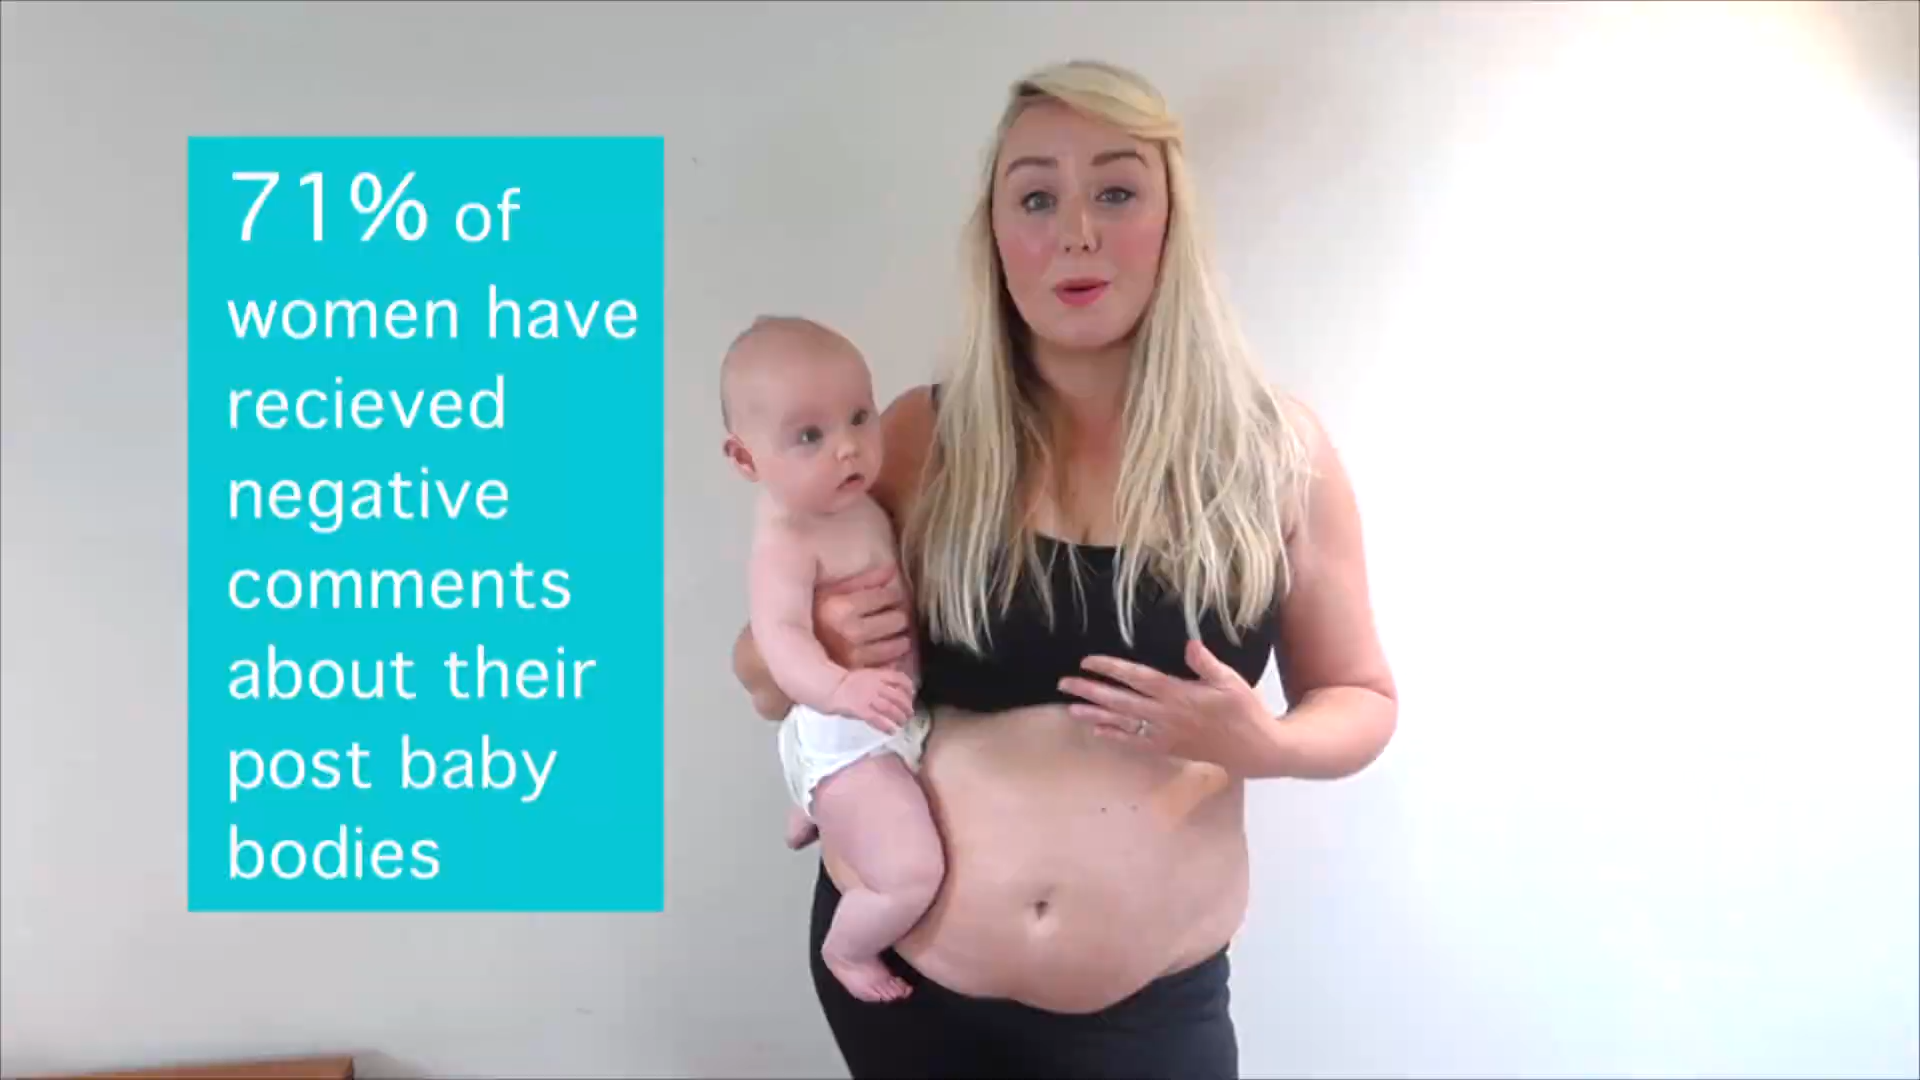 71% of
women have
recieved
negative
comments
about their
post baby
bodies